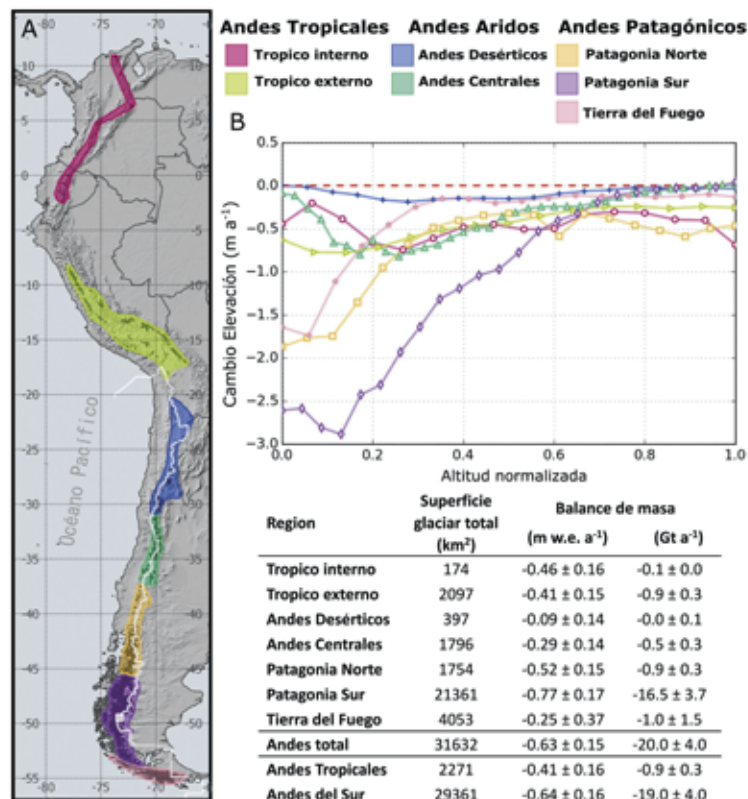 A
-80 -75 -70 -65
10
5
0
-5
-10
-15
-20
-25
-30
-35
-40
-45
-50
-55
Océano Pacífico
-80 -75 -70 -65
Andes Tropicales Andes Aridos Andes Patagónicos
Tropico interno Andes Desérticos Patagonia Norte
Tropico externo Andes Centrales Patagonia Sur
Tierra del Fuego
B
0.5
0.0
−0.5
−1.0
−1.5
−2.0
−2.5
−3.0
Cambio Elevación (m a⁻¹)
0.0 0.2 0.4 0.6 0.8 1.0
Altitud normalizada
Region Superficie glaciar total (km²) Balance de masa
(m w.e. a⁻¹) (Gt a⁻¹)
Tropico interno 174 -0.46 ± 0.16 -0.1 ± 0.0
Tropico externo 2097 -0.41 ± 0.15 -0.9 ± 0.3
Andes Desérticos 397 -0.09 ± 0.14 -0.0 ± 0.1
Andes Centrales 1796 -0.29 ± 0.14 -0.5 ± 0.3
Patagonia Norte 1754 -0.52 ± 0.15 -0.9 ± 0.3
Patagonia Sur 21361 -0.77 ± 0.17 -16.5 ± 3.7
Tierra del Fuego 4053 -0.25 ± 0.37 -1.0 ± 1.5
Andes total 31632 -0.63 ± 0.15 -20.0 ± 4.0
Andes Tropicales 2271 -0.41 ± 0.16 -0.9 ± 0.3
Andes del Sur 29361 -0.64 ± 0.16 -19.0 ± 4.0